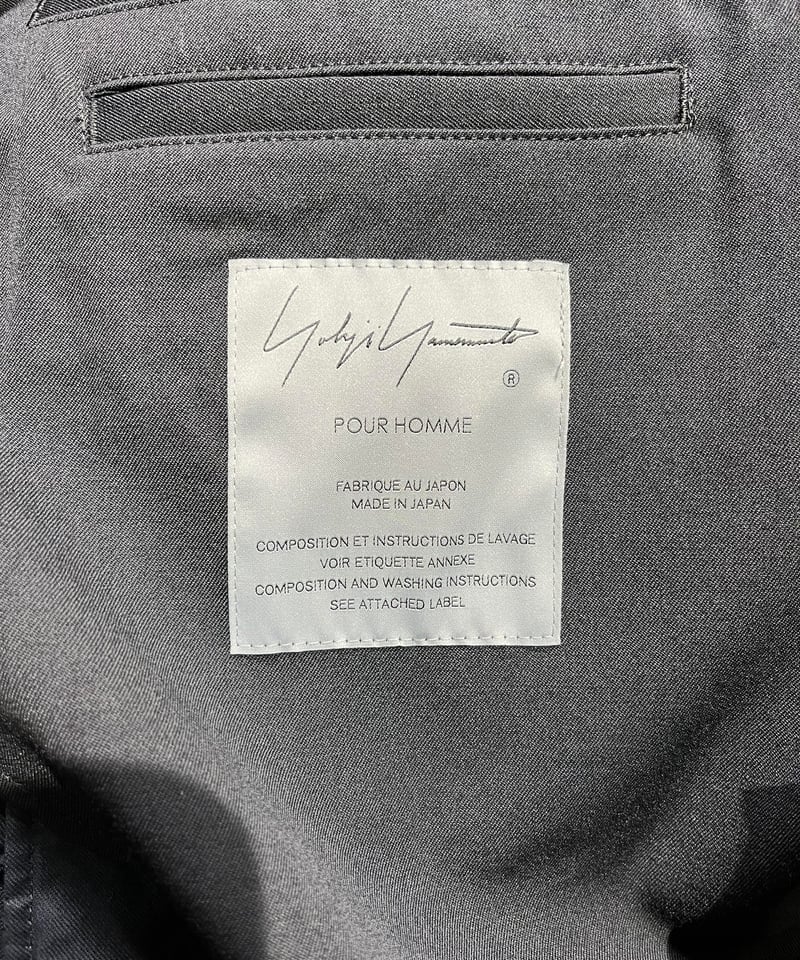 Yohji Yamamoto
®
POUR HOMME
FABRIQUE AU JAPON
MADE IN JAPAN
COMPOSITION ET INSTRUCTIONS DE LAVAGE
VOIR ETIQUETTE ANNEXE
COMPOSITION AND WASHING INSTRUCTIONS
SEE ATTACHED LABEL